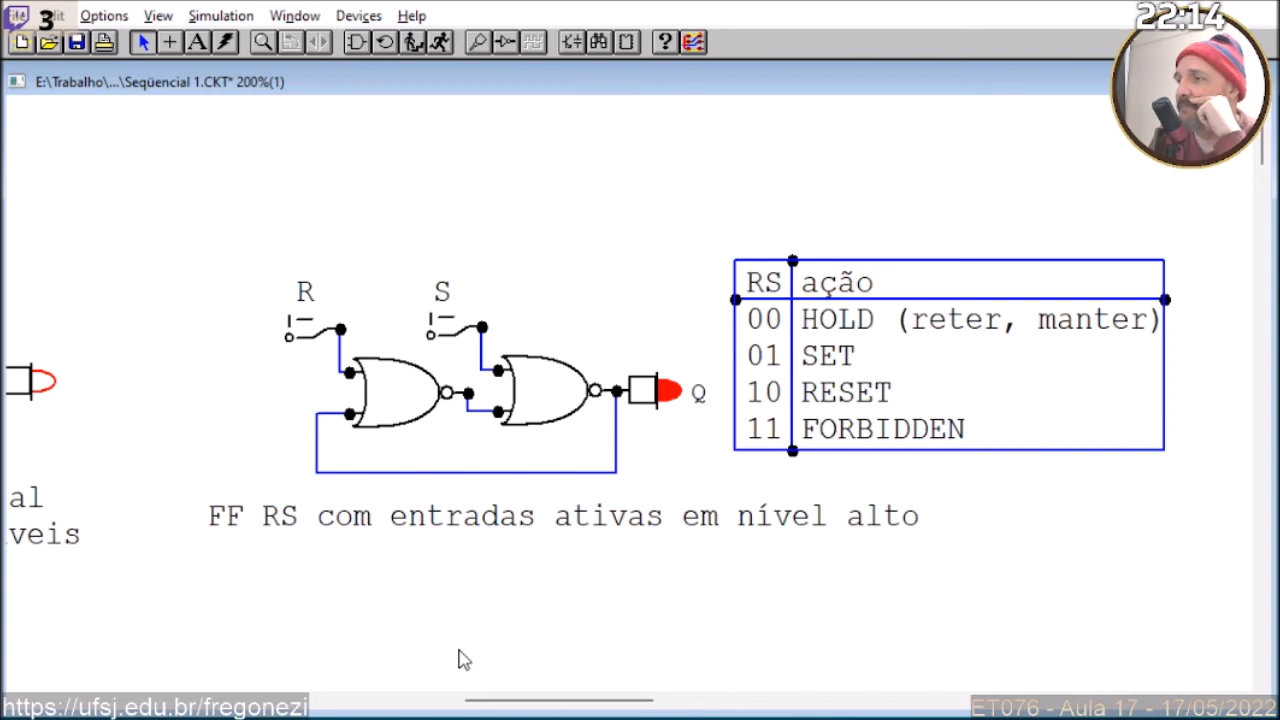 3
Options View Simulation Window Devices Help
22:14
E:\Trabalho\...\Seqüencial 1.CKT* 200%(1)
A
?
R S
Q
RS ação
00 HOLD (reter, manter)
01 SET
10 RESET
11 FORBIDDEN
al
veis
FF RS com entradas ativas em nível alto
https://ufsj.edu.br/fregonezi
ET076 - Aula 17 - 17/05/2022